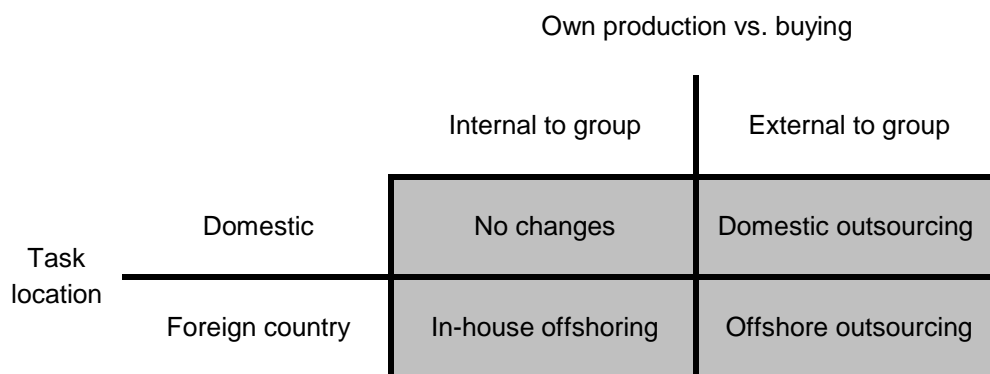 Own production vs. buying
Internal to group
External to group
Domestic
No changes
Domestic outsourcing
Task
location
Foreign country
In-house offshoring
Offshore outsourcing